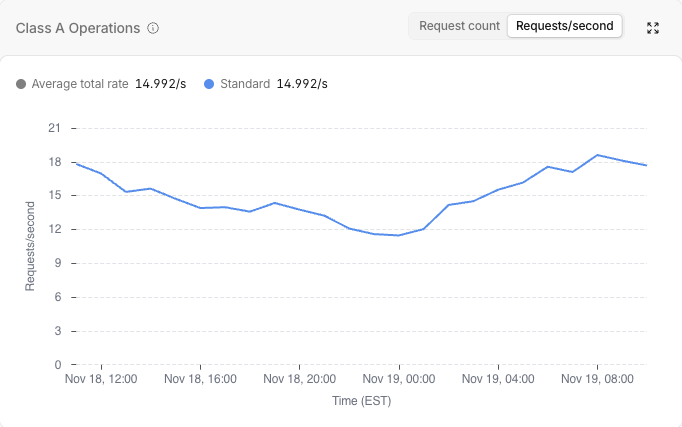 Class A Operations
Request count
Requests/second
Average total rate 14.992/s
Standard 14.992/s
21
18
15
12
9
6
3
0
Requests/second
Nov 18, 12:00
Nov 18, 16:00
Nov 18, 20:00
Nov 19, 00:00
Nov 19, 04:00
Nov 19, 08:00
Time (EST)